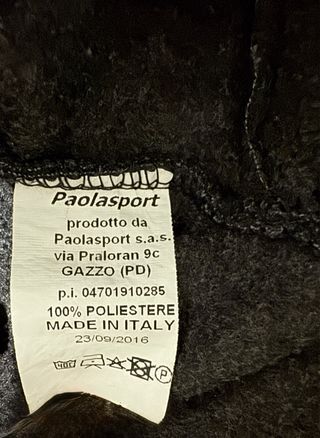 Paolasport
prodotto da
Paolasport s.a.s.
via Praloran 9c
GAZZO (PD)
p.i. 04701910285
100% POLIESTERE
MADE IN ITALY
23/09/2016
P